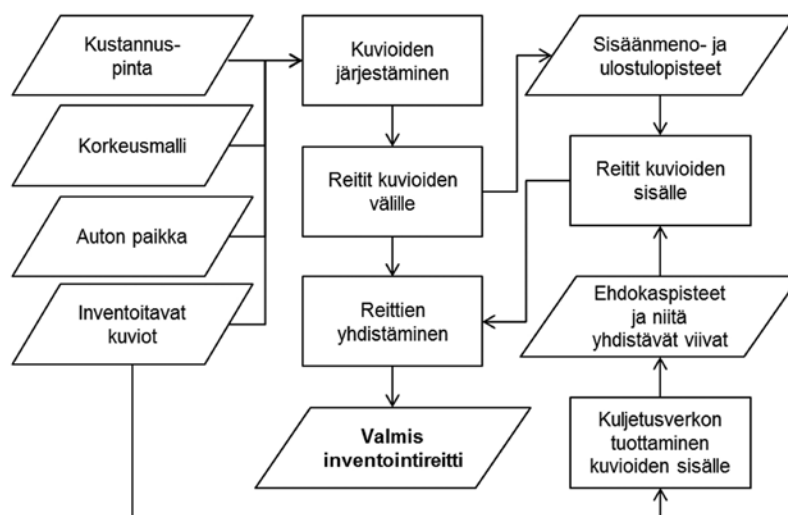 Kustannus-
pinta
Korkeusmalli
Auton paikka
Inventoitavat
kuviot
Kuvioiden
järjestäminen
Reitit kuvioiden
välille
Reittien
yhdistäminen
Valmis
inventointireitti
Sisäänmeno- ja
ulostulopisteet
Reitit kuvioiden
sisälle
Ehdokaspisteet
ja niitä
yhdistävät viivat
Kuljetusverkon
tuottaminen
kuvioiden sisälle